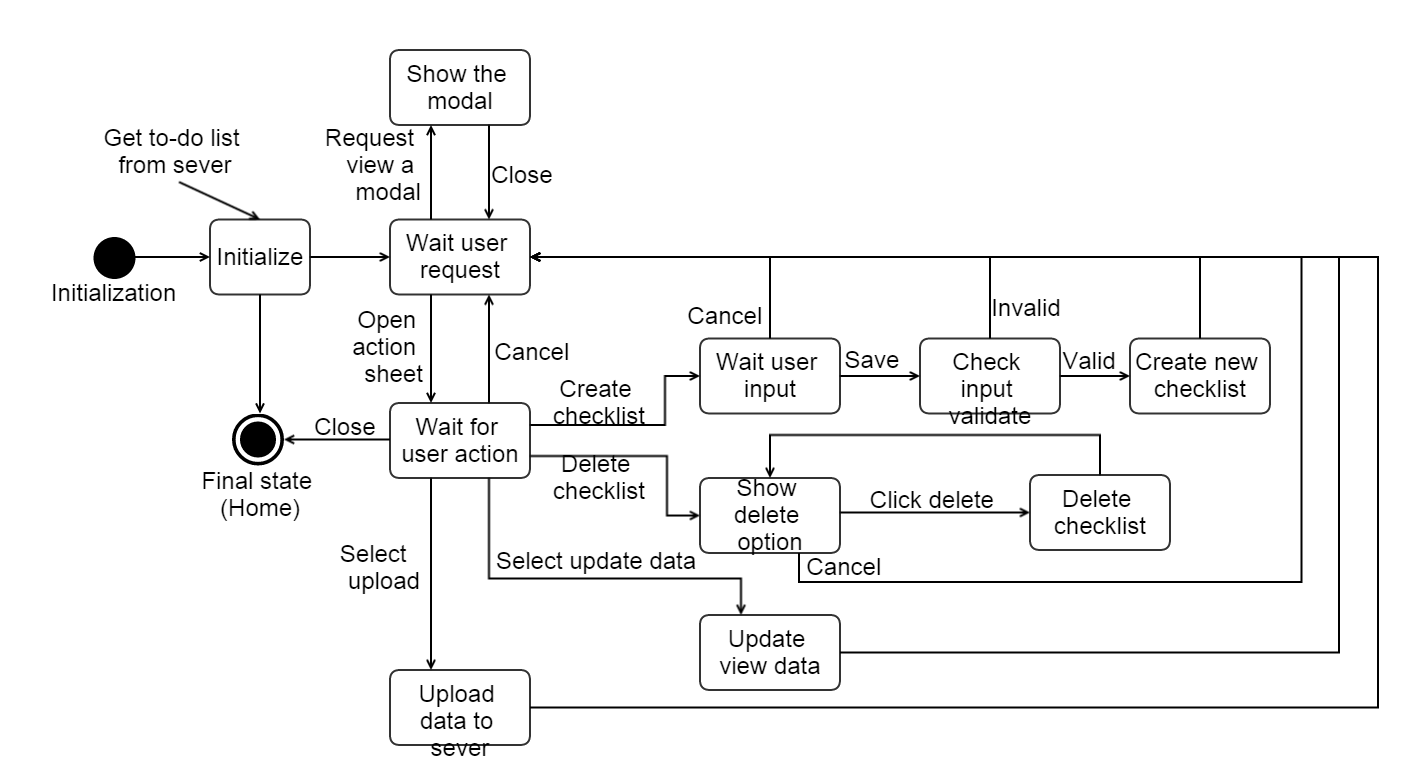 Show the
modal
Get to-do list
from sever
Request
view a
modal
Close
Initialization
Initialize
Wait user
request
Open
action
sheet
Cancel
Cancel
Invalid
Wait user
input
Save
Check
input
validate
Valid
Create new
checklist
Create
checklist
Close
Wait for
user action
Final state
(Home)
Delete
checklist
Show
delete
option
Click delete
Delete
checklist
Cancel
Select
upload
Select update data
Update
view data
Upload
data to
sever